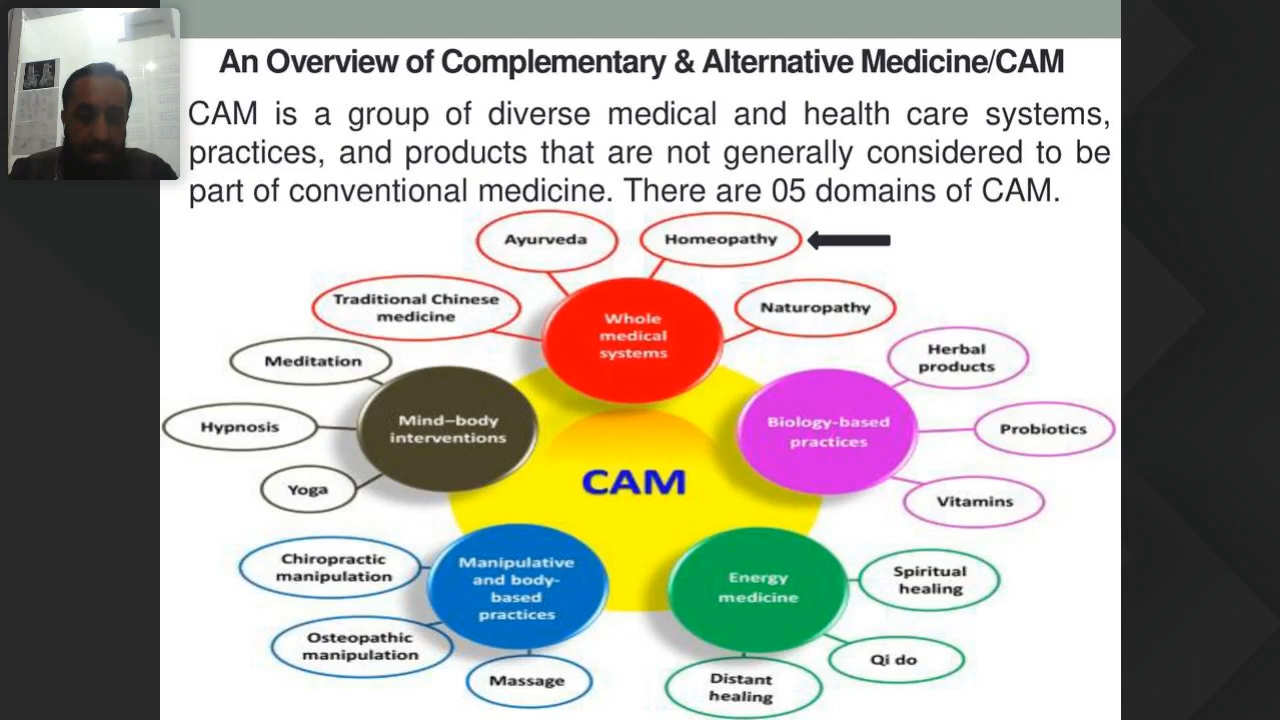 An Overview of Complementary & Alternative Medicine/CAM
CAM is a group of diverse medical and health care systems,
practices, and products that are not generally considered to be
part of conventional medicine. There are 05 domains of CAM.
Ayurveda
Homeopathy
Traditional Chinese
medicine
Whole
medical
systems
Naturopathy
Meditation
Herbal
products
Hypnosis
Mind–body
interventions
Biology-based
practices
Probiotics
Yoga
CAM
Vitamins
Chiropractic
manipulation
Manipulative
and body-
based
practices
Energy
medicine
Spiritual
healing
Osteopathic
manipulation
Massage
Distant
healing
Qi do